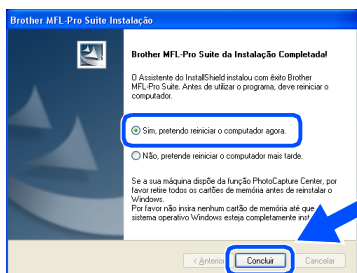 Brother MFL-Pro Suite Instalação
Brother MFL-Pro Suite da Instalação Completada!
O Assistente do InstallShield instalou com êxito Brother
MFL-Pro Suite. Antes de utilizar o programa, deve reiniciar o
computador.
Sim, pretendo reiniciar o computador agora.
Não, pretende reiniciar o computador mais tarde.
Se a sua máquina dispõe da função PhotoCapture Center, por
favor retire todos os cartões de memória antes de reinstalar o
Windows.
Por favor não insira nenhum cartão de memória até que
sistema operativo Windows esteja completamente
< Anterior
Concluir
Cancelar